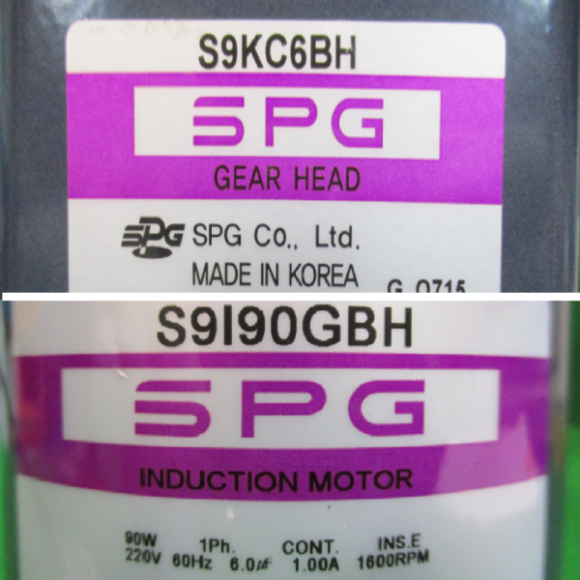 S9KC6BH
SPG
GEAR HEAD
SPG SPG Co., Ltd.
MADE IN KOREA
G 0715
S9I90GBH
SPG
INDUCTION MOTOR
90W 1Ph. CONT. INS.E
220V 60Hz 6.0㎌ 1.00A 1600RPM